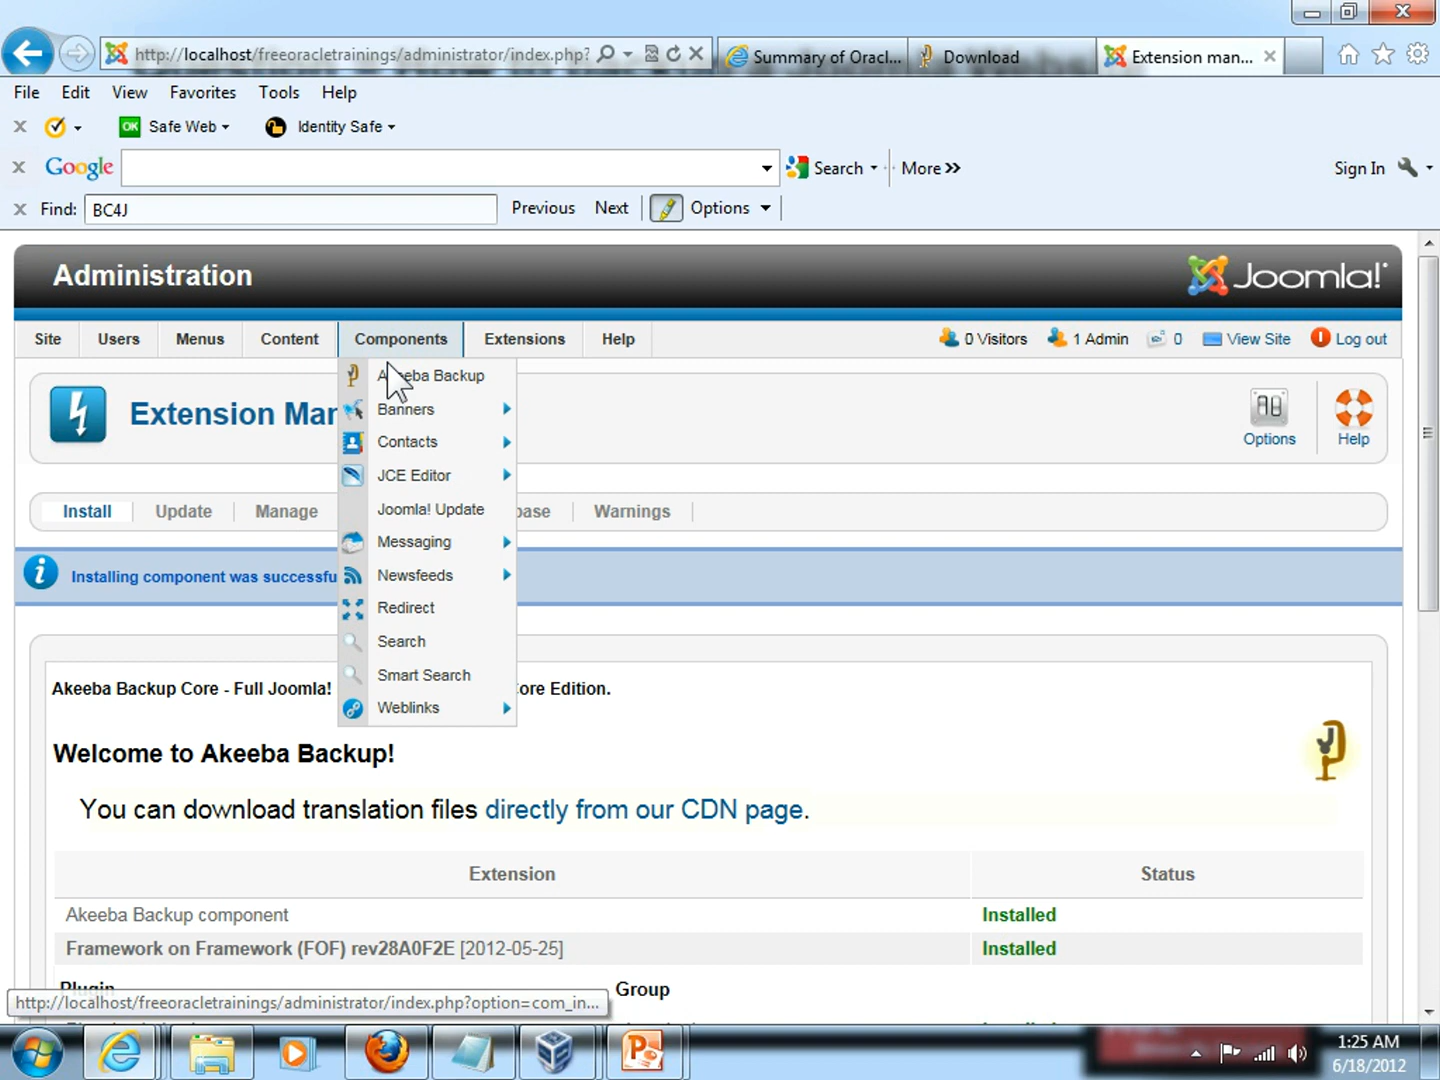 http://localhost/freeoracletrainings/administrator/index.php?
Summary of Oracl...
Download
Extension man...
File Edit View Favorites Tools Help
OK Safe Web Identity Safe
Google Search More >> Sign In
Find: BC4J Previous Next Options
Administration
Joomla!
Site Users Menus Content Components Extensions Help 0 Visitors 1 Admin 0 View Site Log out
Extension Man
Options
Help
Akeeba Backup
Banners
Contacts
JCE Editor
Joomla! Update
Messaging
Newsfeeds
Redirect
Search
Smart Search
Weblinks
Install Update Manage base Warnings
Installing component was successfu
Akeeba Backup Core - Full Joomla! ore Edition.
Welcome to Akeeba Backup!
You can download translation files directly from our CDN page.
Extension Status
Akeeba Backup component Installed
Framework on Framework (FOF) rev28A0F2E [2012-05-25] Installed
Plugin Group
http://localhost/freeoracletrainings/administrator/index.php?option=com_in...
1:25 AM
6/18/2012